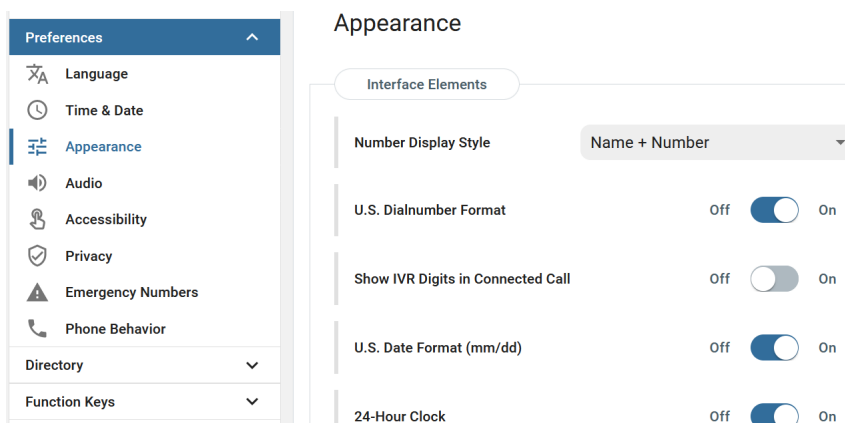 Preferences
Language
Time & Date
Appearance
Audio
Accessibility
Privacy
Emergency Numbers
Phone Behavior
Directory
Function Keys
Appearance
Interface Elements
Number Display Style Name + Number
U.S. Dialnumber Format Off On
Show IVR Digits in Connected Call Off On
U.S. Date Format (mm/dd) Off On
24-Hour Clock Off On